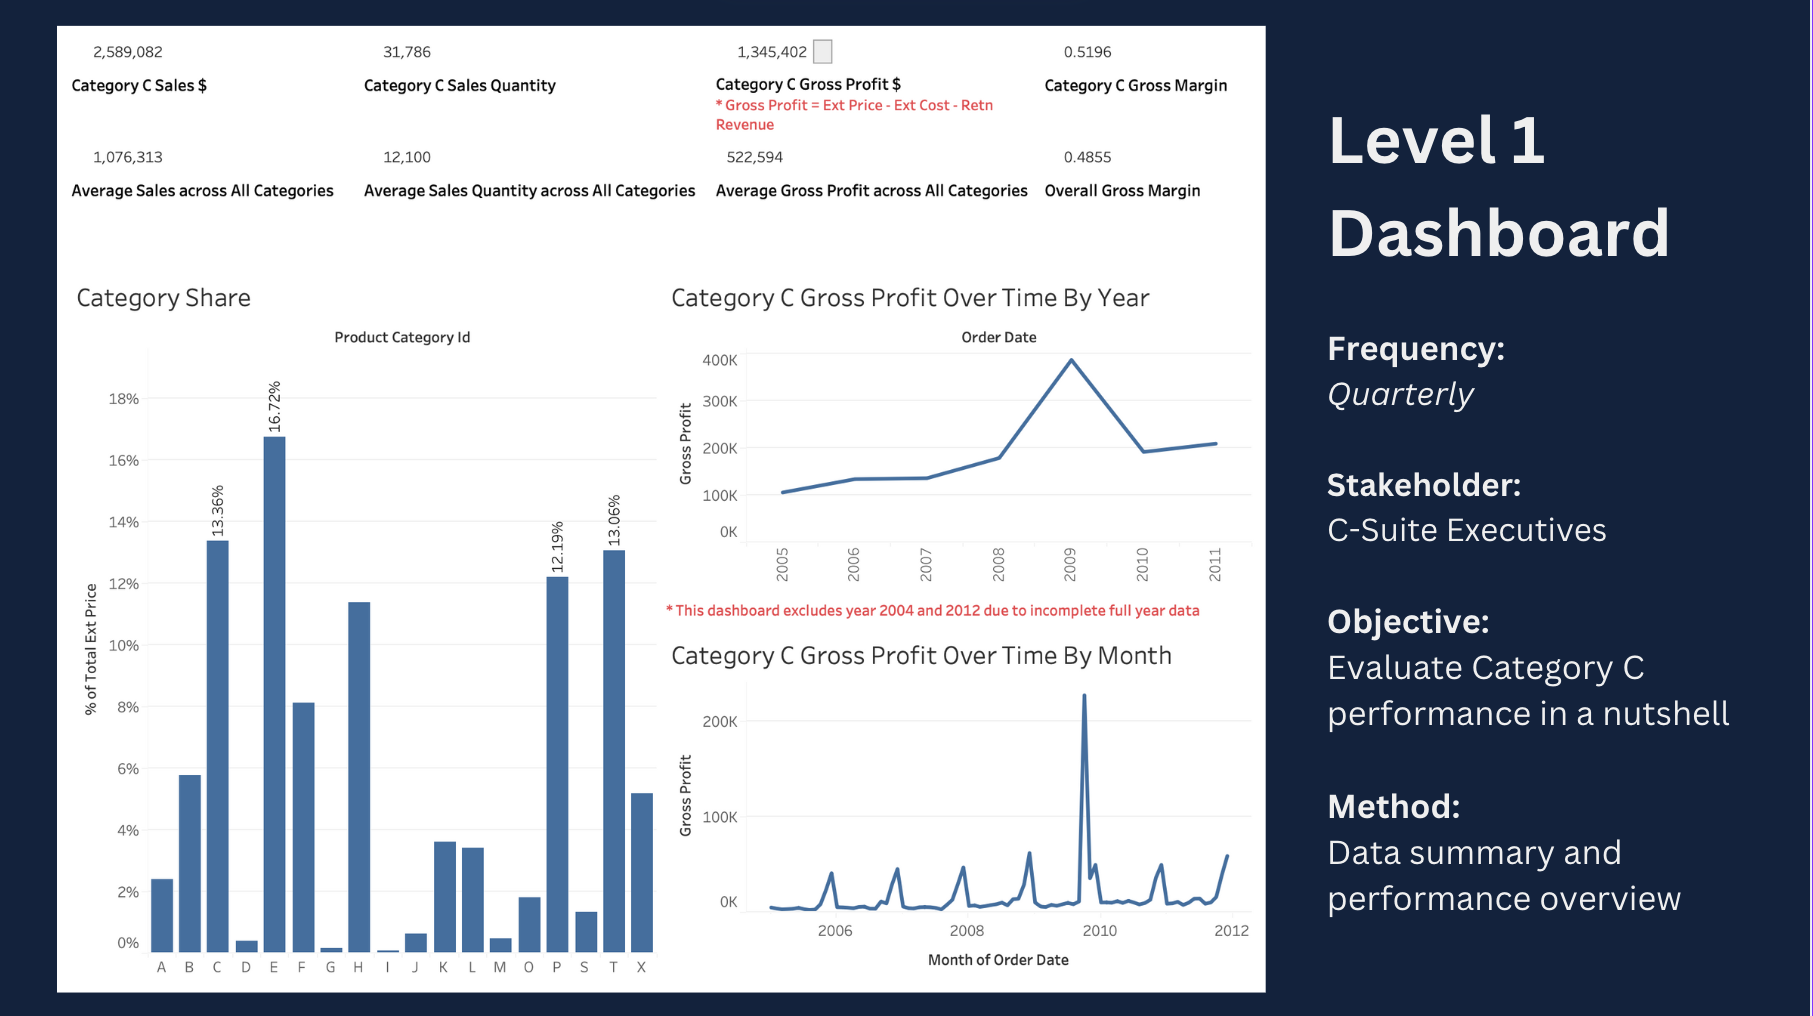 2,589,082
Category C Sales $
31,786
Category C Sales Quantity
1,345,402
Category C Gross Profit $
* Gross Profit = Ext Price - Ext Cost - Retn
Revenue
0.5196
Category C Gross Margin
1,076,313
Average Sales across All Categories
12,100
Average Sales Quantity across All Categories
522,594
Average Gross Profit across All Categories
0.4855
Overall Gross Margin
Category Share
Product Category Id
% of Total Ext Price
18%
16%
14%
12%
10%
8%
6%
4%
2%
0%
13.36%
16.72%
12.19%
13.06%
A B C D E F G H I J K L M O P S T X
Category C Gross Profit Over Time By Year
Order Date
Gross Profit
400K
300K
200K
100K
0K
2005 2006 2007 2008 2009 2010 2011
* This dashboard excludes year 2004 and 2012 due to incomplete full year data
Category C Gross Profit Over Time By Month
Gross Profit
200K
100K
0K
2006 2008 2010 2012
Month of Order Date
Level 1
Dashboard
Frequency:
Quarterly
Stakeholder:
C-Suite Executives
Objective:
Evaluate Category C
performance in a nutshell
Method:
Data summary and
performance overview